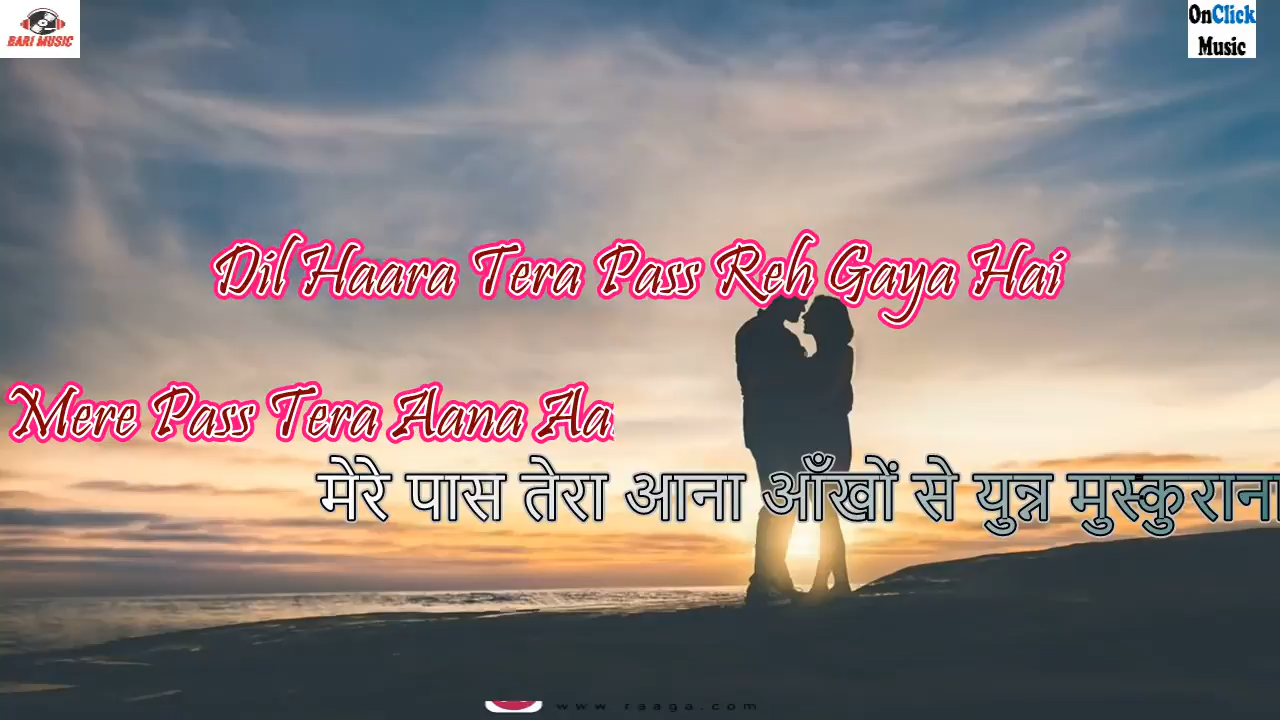 BARI MUSIC
OnClick
Music
Dil Haara Tera Pass Reh Gaya Hai
Mere Pass Tera Aana Aa
मेरे पास तेरा आना आँखों से युन्न मुस्कुराना
www.raaga.com